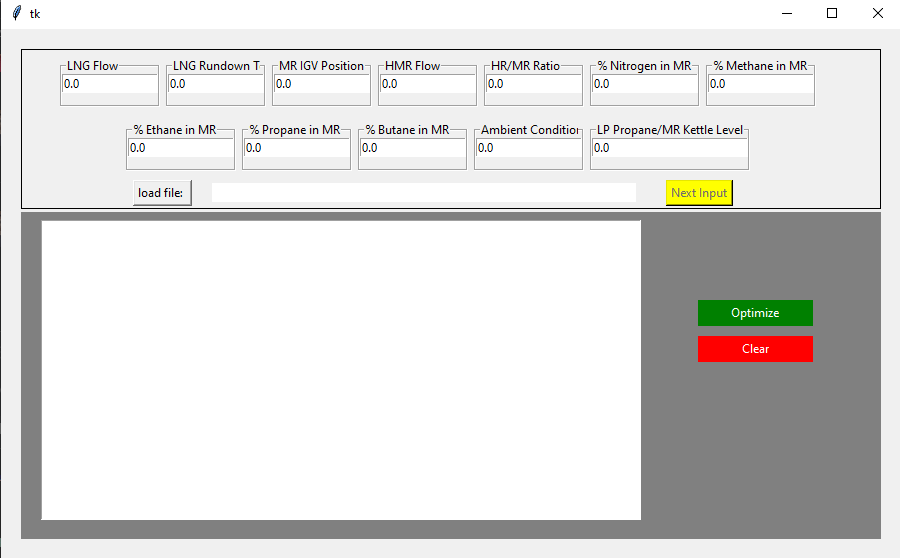 tk
LNG Flow LNG Rundown T MR IGV Position HMR Flow HR/MR Ratio % Nitrogen in MR % Methane in MR
0.0 0.0 0.0 0.0 0.0 0.0 0.0
% Ethane in MR % Propane in MR % Butane in MR Ambient Condition LP Propane/MR Kettle Level
0.0 0.0 0.0 0.0 0.0
load file: Next Input
Optimize
Clear